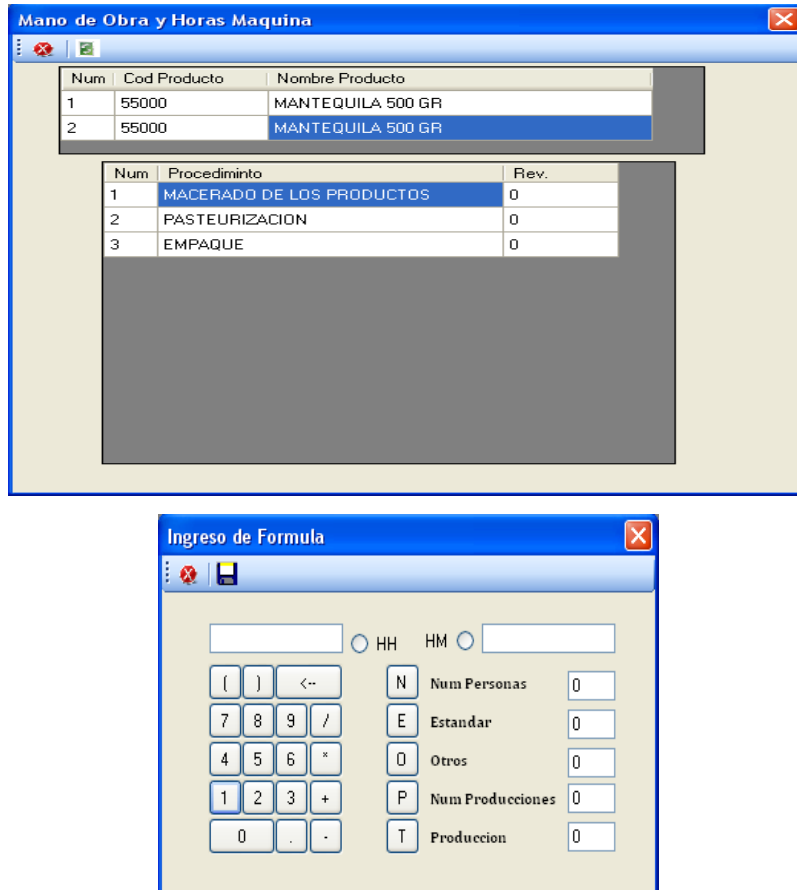 Mano de Obra y Horas Maquina
Num Cod Producto Nombre Producto
1 55000 MANTEQUILA 500 GR
2 55000 MANTEQUILA 500 GR
Num Procediminto Rev.
1 MACERADO DE LOS PRODUCTOS 0
2 PASTEURIZACION 0
3 EMPAQUE 0
Ingreso de Formula
HH HM
( ) <-- N Num Personas 0
7 8 9 / E Estandar 0
4 5 6 * O Otros 0
1 2 3 + P Num Producciones 0
0 . - T Produccion 0